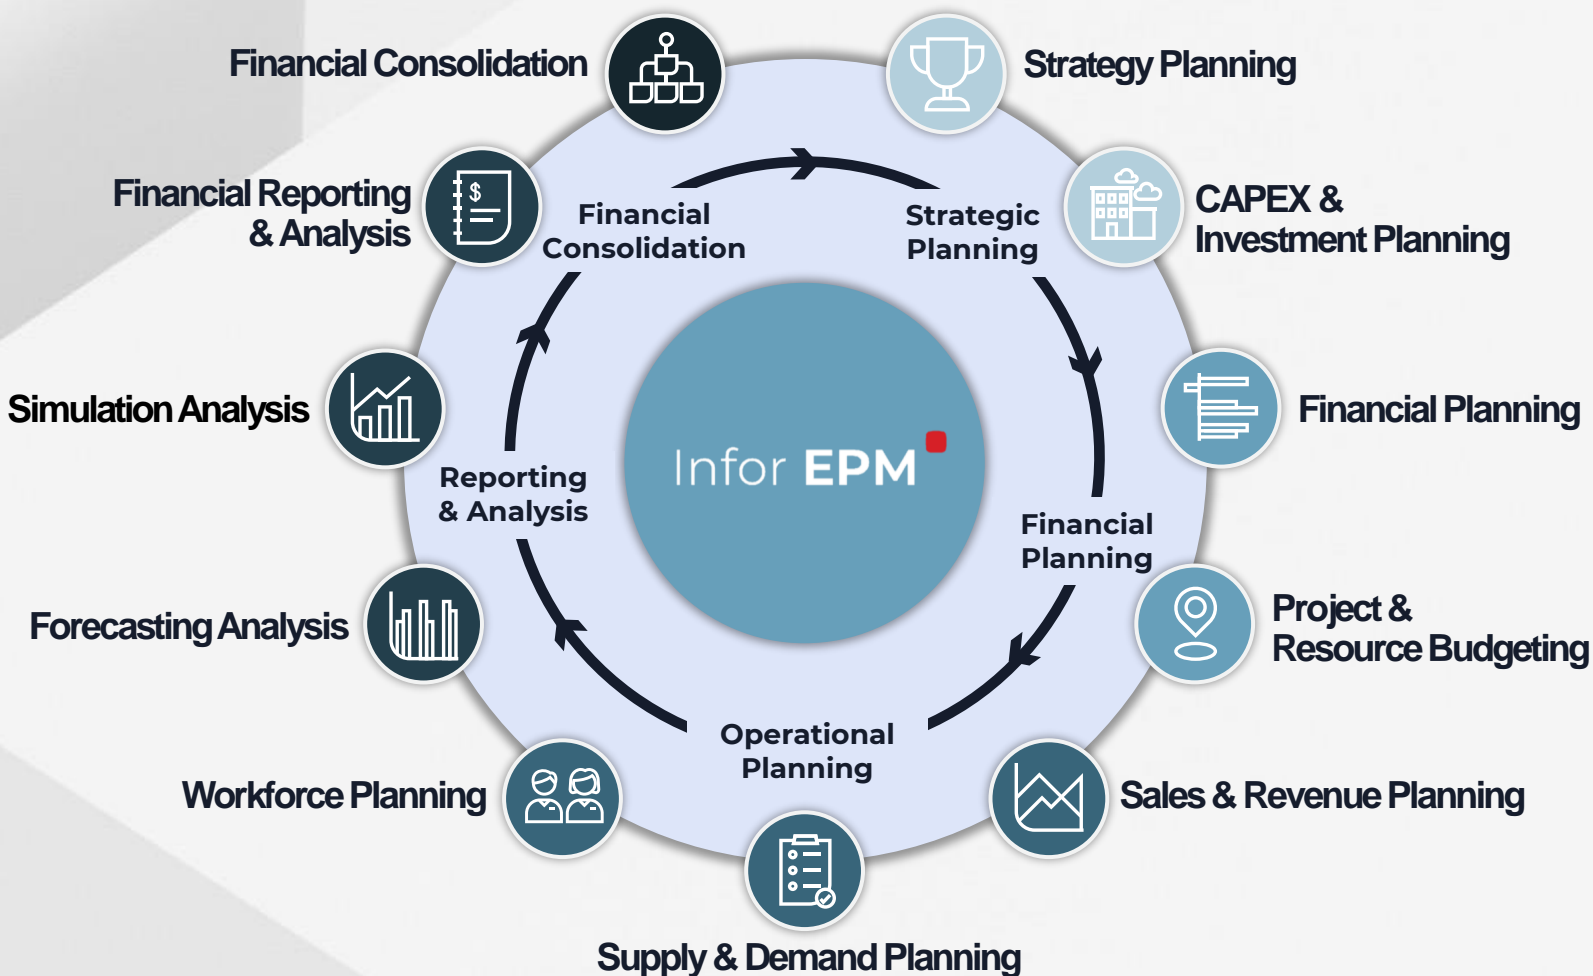 Financial Consolidation
Strategy Planning
Financial Reporting
& Analysis
CAPEX &
Investment Planning
Financial
Consolidation
Strategic
Planning
Simulation Analysis
Financial Planning
Infor EPM
Reporting
& Analysis
Financial
Planning
Forecasting Analysis
Project &
Resource Budgeting
Operational
Planning
Workforce Planning
Sales & Revenue Planning
Supply & Demand Planning
$